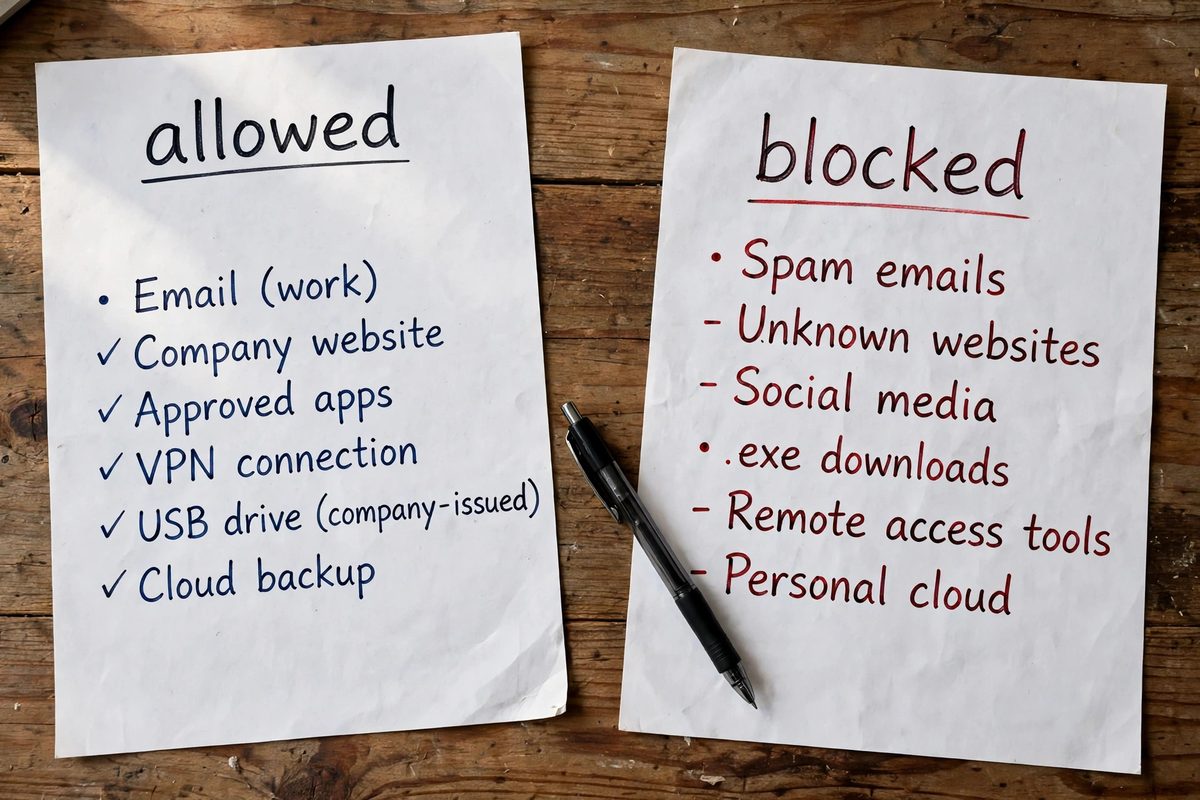 allowed
• Email (work)
✓ Company website
✓ Approved apps
✓ VPN connection
✓ USB drive (company-issued)
✓ Cloud backup
blocked
• Spam emails
- Unknown websites
- Social media
• .exe downloads
- Remote access tools
- Personal cloud